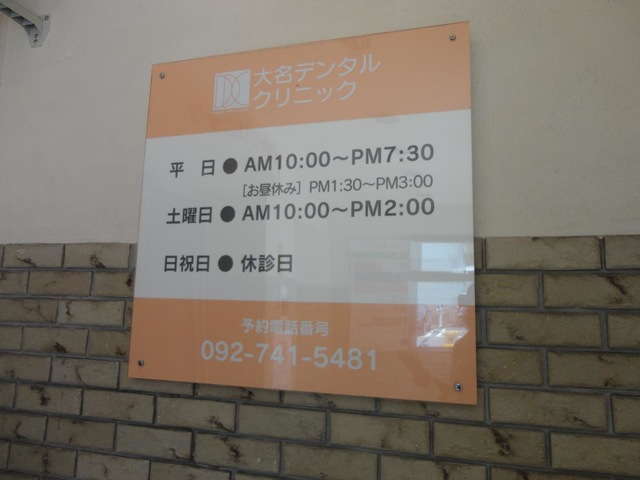 大名デンタル
クリニック
平 日 ● AM10:00〜PM7:30
［お昼休み］ PM1:30〜PM3:00
土曜日 ● AM10:00〜PM2:00
日祝日 ● 休診日
予約電話番号
092-741-5481